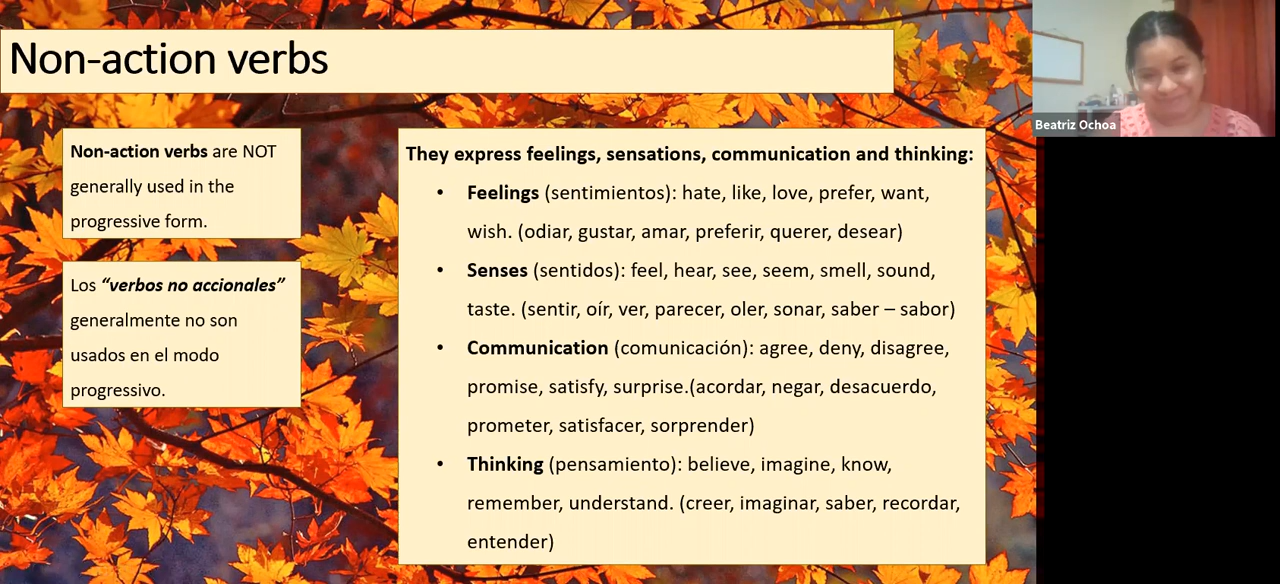 Non-action verbs
Beatriz Ochoa
Non-action verbs are NOT
generally used in the
progressive form.
Los “verbos no accionales”
generalmente no son
usados en el modo
progressivo.
They express feelings, sensations, communication and thinking:
• Feelings (sentimientos): hate, like, love, prefer, want,
wish. (odiar, gustar, amar, preferir, querer, desear)
• Senses (sentidos): feel, hear, see, seem, smell, sound,
taste. (sentir, oír, ver, parecer, oler, sonar, saber – sabor)
• Communication (comunicación): agree, deny, disagree,
promise, satisfy, surprise.(acordar, negar, desacuerdo,
prometer, satisfacer, sorprender)
• Thinking (pensamiento): believe, imagine, know,
remember, understand. (creer, imaginar, saber, recordar,
entender)